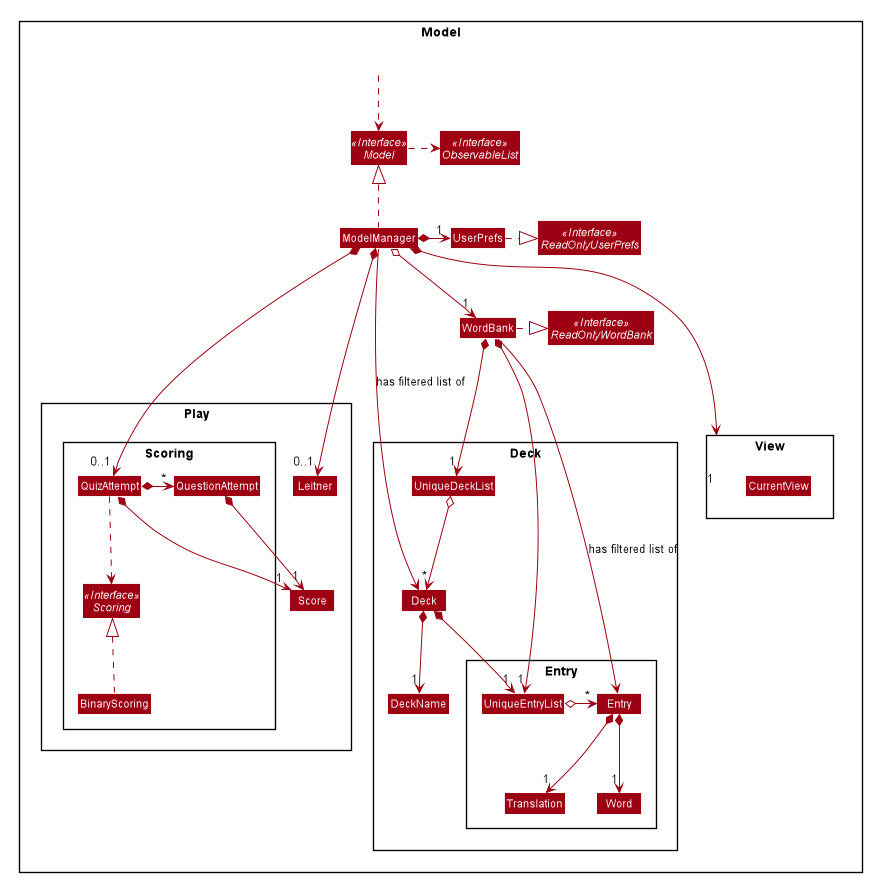 Model
«Interface»
Model
«Interface»
ObservableList
ModelManager
1
UserPrefs
«Interface»
ReadOnlyUserPrefs
1
WordBank
«Interface»
ReadOnlyWordBank
has filtered list of
Play
Scoring
0..1
QuizAttempt
*
QuestionAttempt
0..1
Leitner
«Interface»
Scoring
1
1
Score
BinaryScoring
Deck
1
UniqueDeckList
has filtered list of
*
Deck
1
DeckName
Entry
1
1
UniqueEntryList
*
Entry
1
Translation
1
Word
View
1
CurrentView